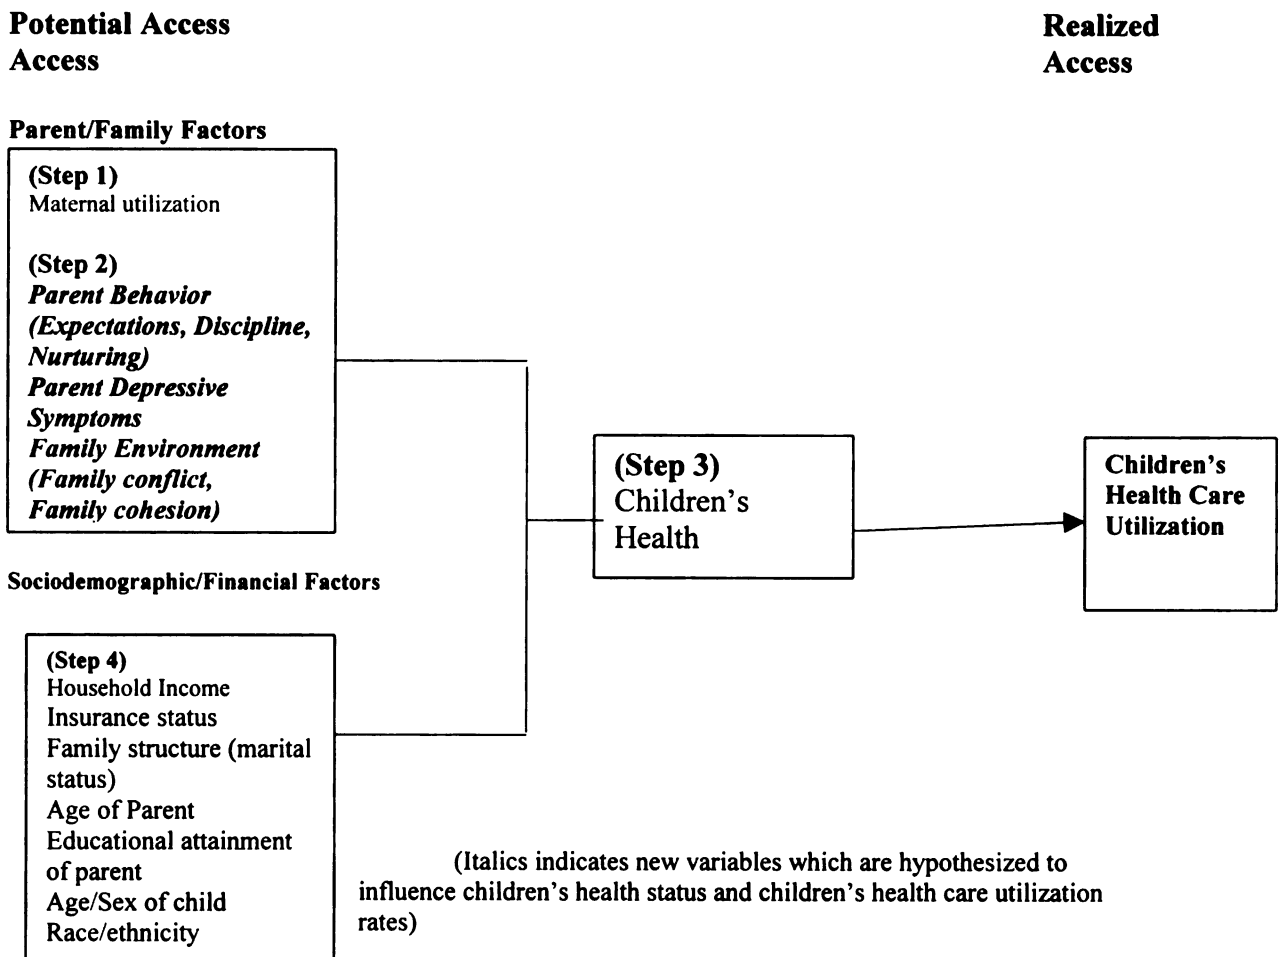 Potential Access
Access
Realized
Access
Parent/Family Factors
(Step 1)
Maternal utilization
(Step 2)
Parent Behavior
(Expectations, Discipline,
Nurturing)
Parent Depressive
Symptoms
Family Environment
(Family conflict,
Family cohesion)
(Step 3)
Children's
Health
Children's
Health Care
Utilization
Sociodemographic/Financial Factors
(Step 4)
Household Income
Insurance status
Family structure (marital
status)
Age of Parent
Educational attainment
of parent
Age/Sex of child
Race/ethnicity
(Italics indicates new variables which are hypothesized to
influence children's health status and children's health care utilization
rates)